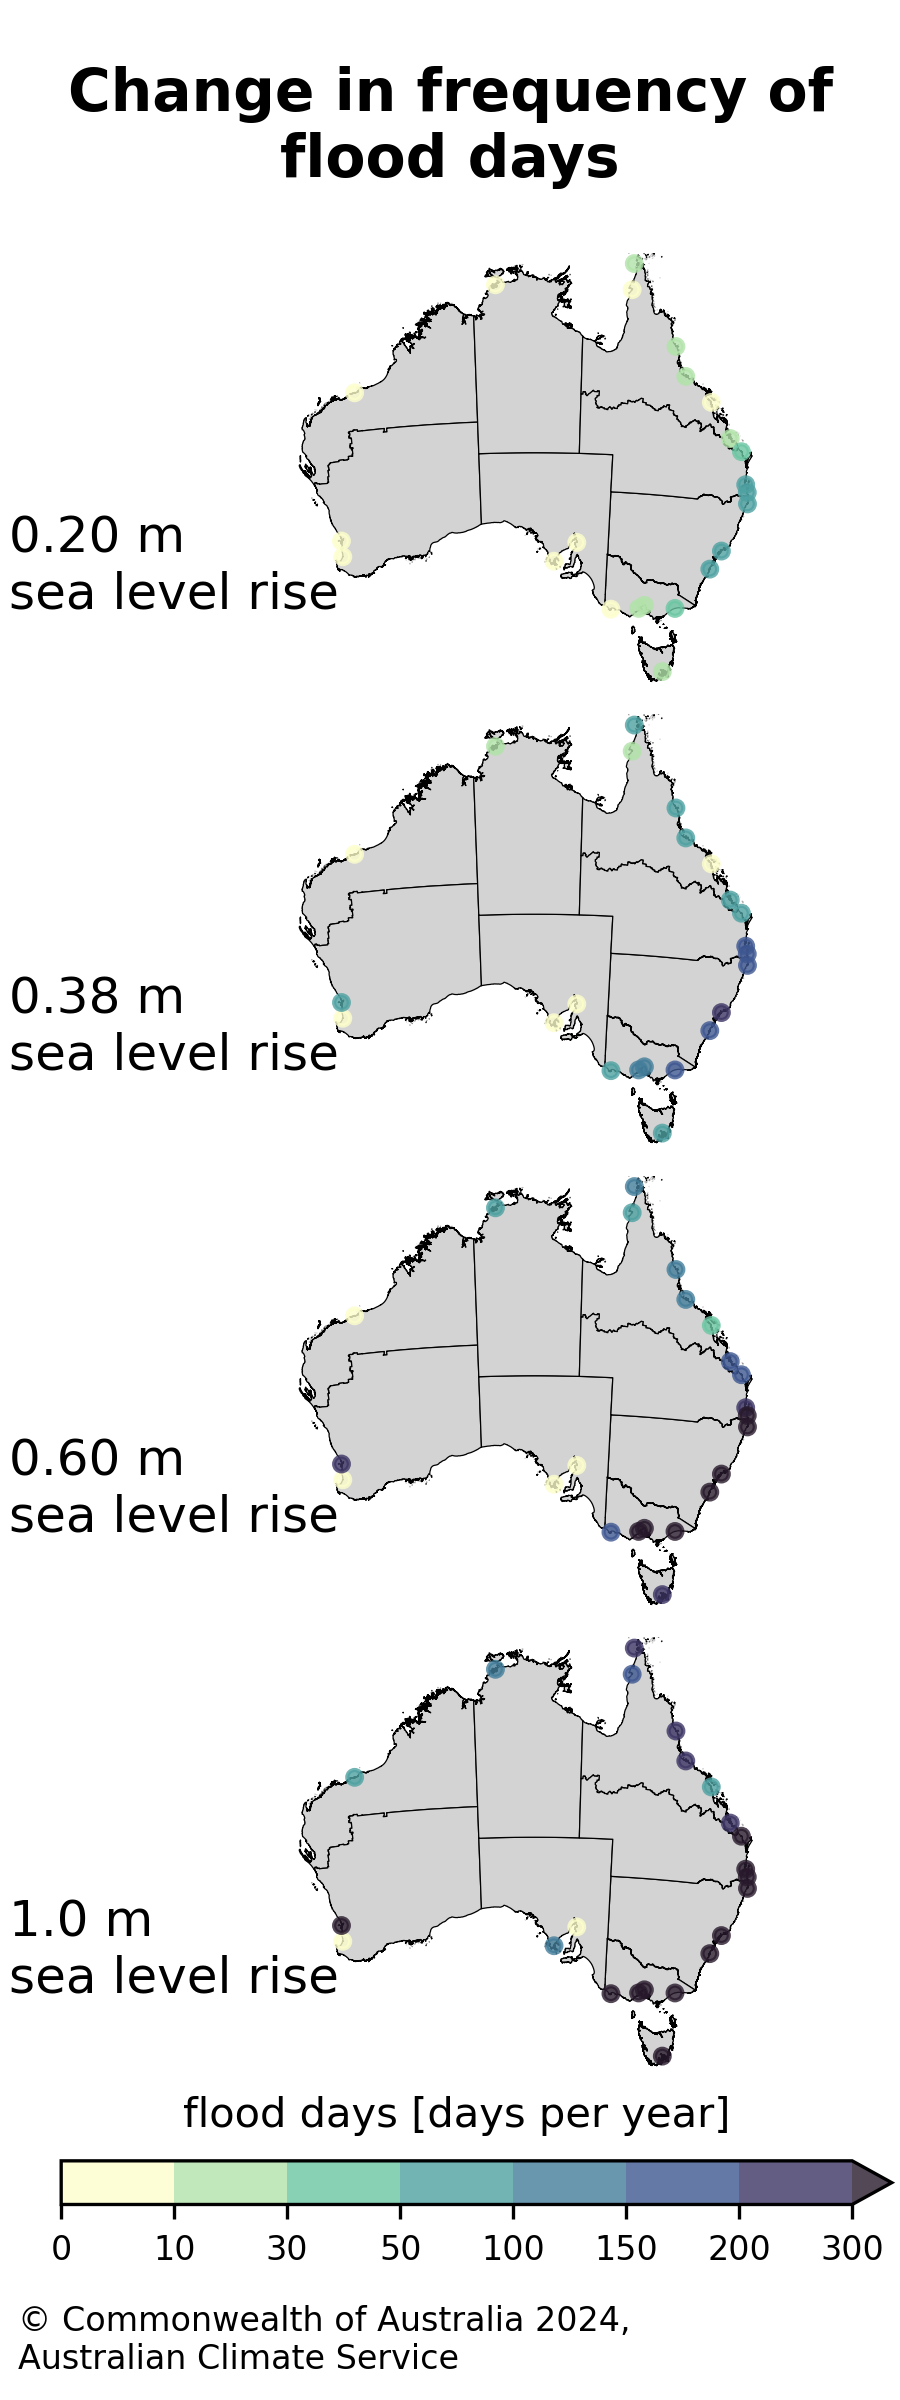 Change in frequency of
flood days
0.20 m
sea level rise
0.38 m
sea level rise
0.60 m
sea level rise
1.0 m
sea level rise
flood days [days per year]
0 10 30 50 100 150 200 300
© Commonwealth of Australia 2024,
Australian Climate Service